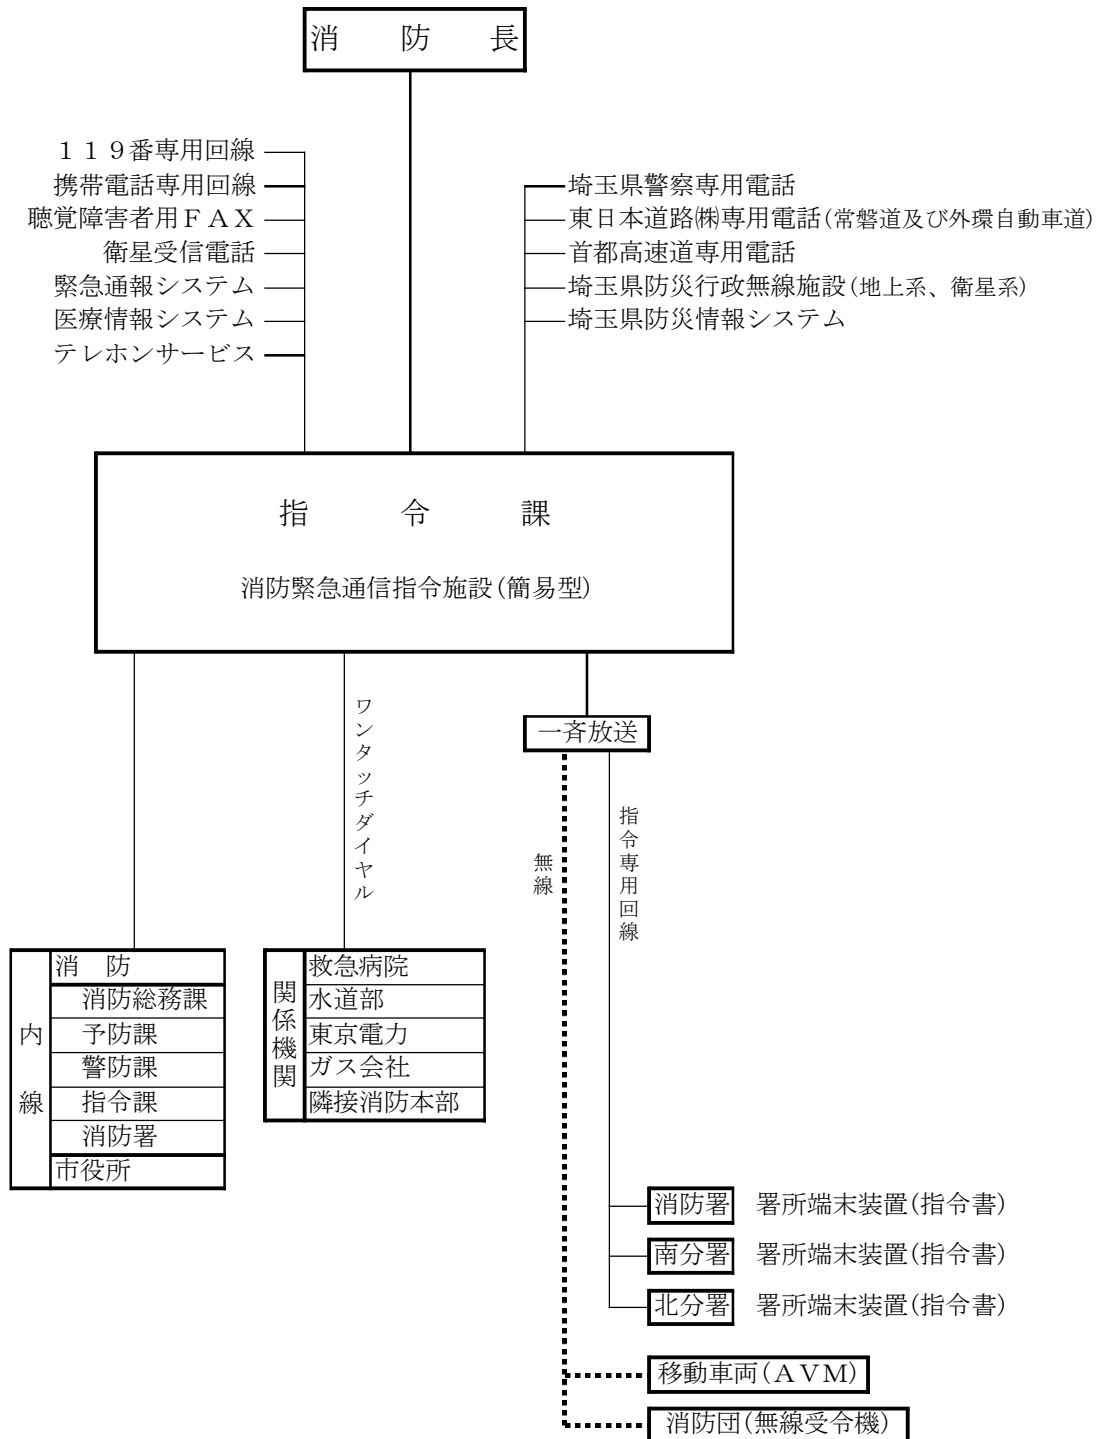 消防長
１１９番専用回線
携帯電話専用回線
聴覚障害者用ＦＡＸ
衛星受信電話
緊急通報システム
医療情報システム
テレホンサービス
埼玉県警察専用電話
東日本道路㈱専用電話(常磐道及び外環自動車道)
首都高速道専用電話
埼玉県防災行政無線施設(地上系、衛星系)
埼玉県防災情報システム
指令課
消防緊急通信指令施設(簡易型)
ワンタッチダイヤル
一斉放送
無線
指令専用回線
内線
消防
消防総務課
予防課
警防課
指令課
消防署
市役所
関係機関
救急病院
水道部
東京電力
ガス会社
隣接消防本部
消防署 署所端末装置(指令書)
南分署 署所端末装置(指令書)
北分署 署所端末装置(指令書)
移動車両(ＡＶＭ)
消防団(無線受令機)